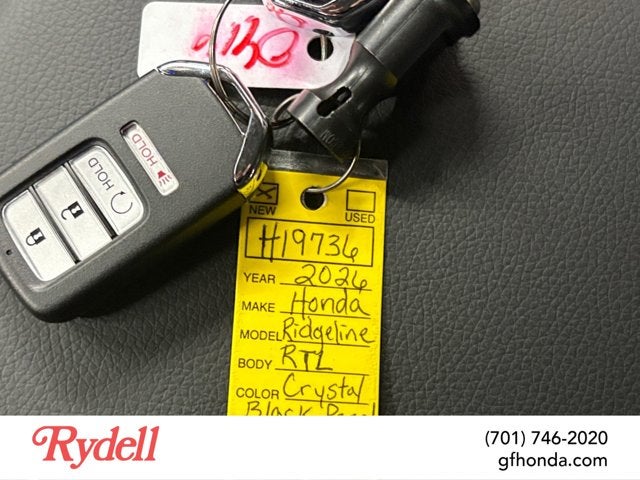 HOLD
HOLD
NEW
USED
H19736
YEAR 2026
MAKE Honda
MODEL Ridgeline
BODY RTL
COLOR Crystal
Black Pearl
Rydell
(701) 746-2020
gfhonda.com